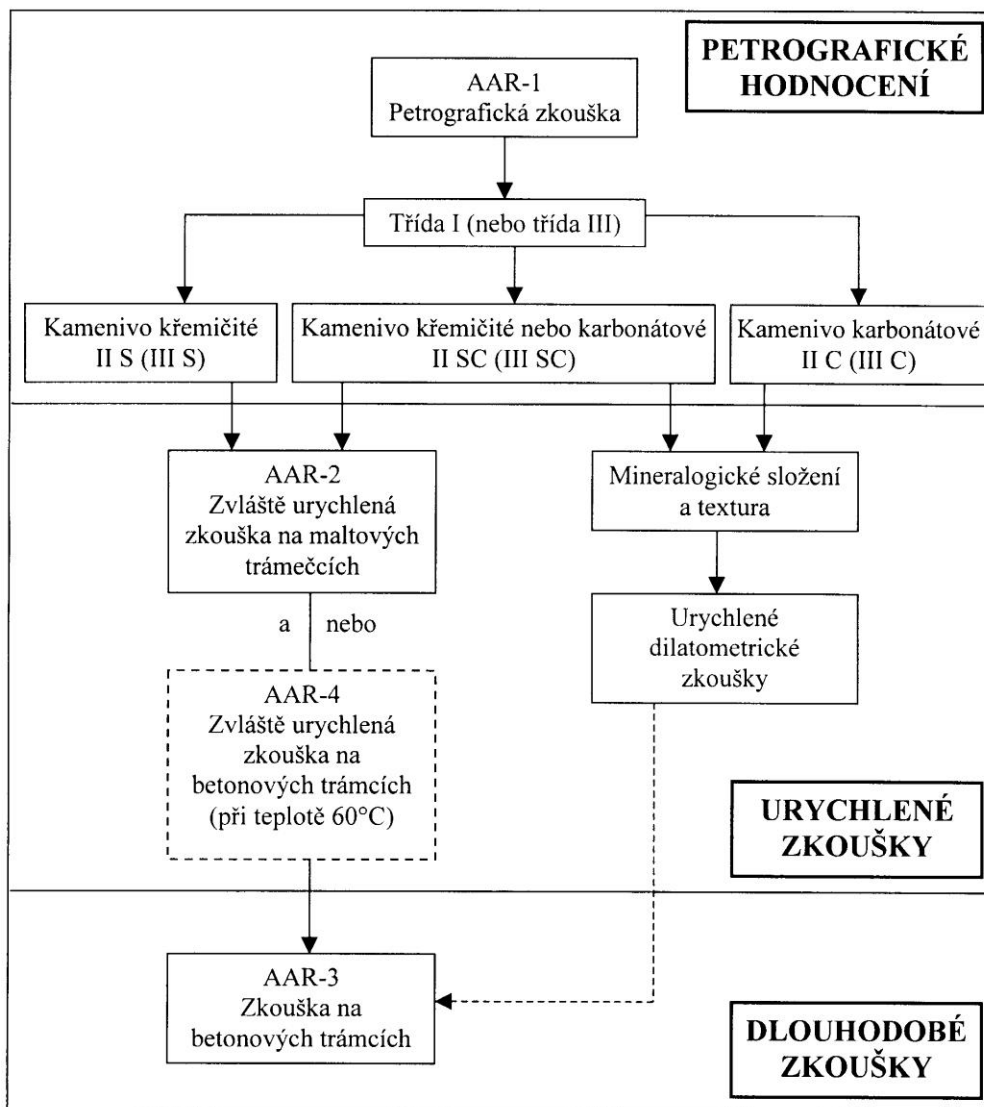 PETROGRAFICKÉ
HODNOCENÍ
AAR-1
Petrografická zkouška
Třída I (nebo třída III)
Kamenivo křemičité
II S (III S)
Kamenivo křemičité nebo karbonátové
II SC (III SC)
Kamenivo karbonátové
II C (III C)
AAR-2
Zvláště urychlená
zkouška na maltových
trámečcích
Mineralogické složení
a textura
a nebo
Urychlené
dilatometrické
zkoušky
AAR-4
Zvláště urychlená
zkouška na
betonových trámcích
(při teplotě 60°C)
URYCHLENÉ
ZKOUŠKY
AAR-3
Zkouška na
betonových trámcích
DLOUHODOBÉ
ZKOUŠKY